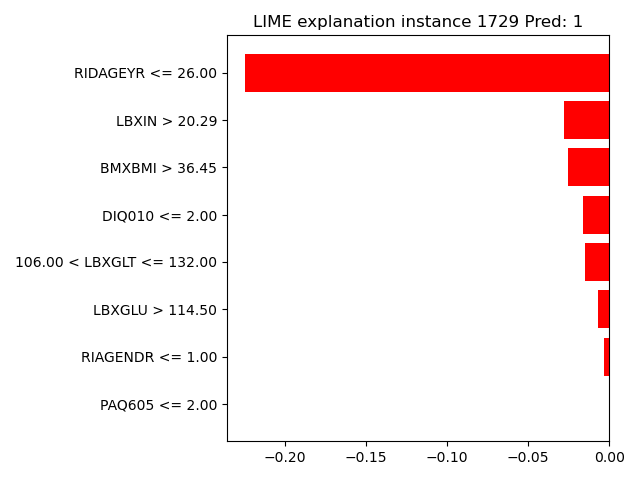 LIME explanation instance 1729 Pred: 1
RIDAGEYR <= 26.00
LBXIN > 20.29
BMXBMI > 36.45
DIQ010 <= 2.00
106.00 < LBXGLT <= 132.00
LBXGLU > 114.50
RIAGENDR <= 1.00
PAQ605 <= 2.00
−0.20 −0.15 −0.10 −0.05 0.00